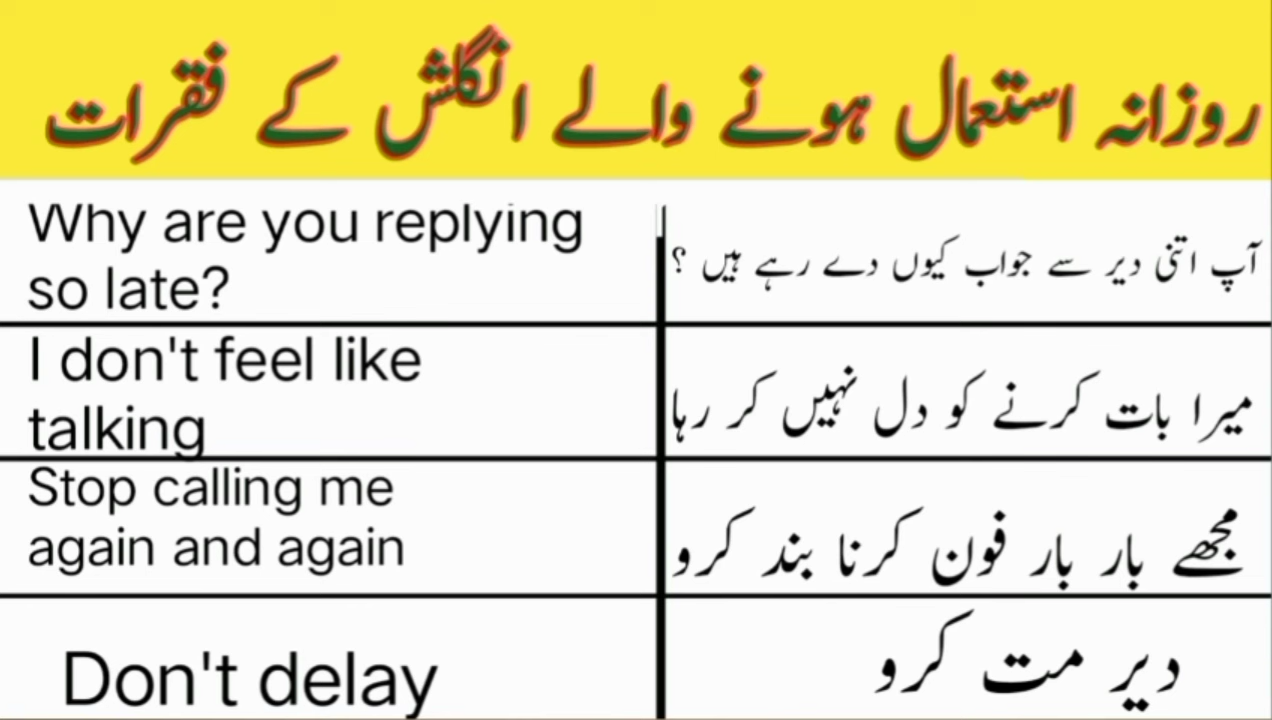 روزانہ استعمال ہونے والے انگلش کے فقرات
Why are you replying
so late?
آپ اتنی دیر سے جواب کیوں دے رہے ہیں ؟
I don't feel like
talking
میرا بات کرنے کو دل نہیں کر رہا
Stop calling me
again and again
مجھے بار بار فون کرنا بند کرو
Don't delay
دیر مت کرو